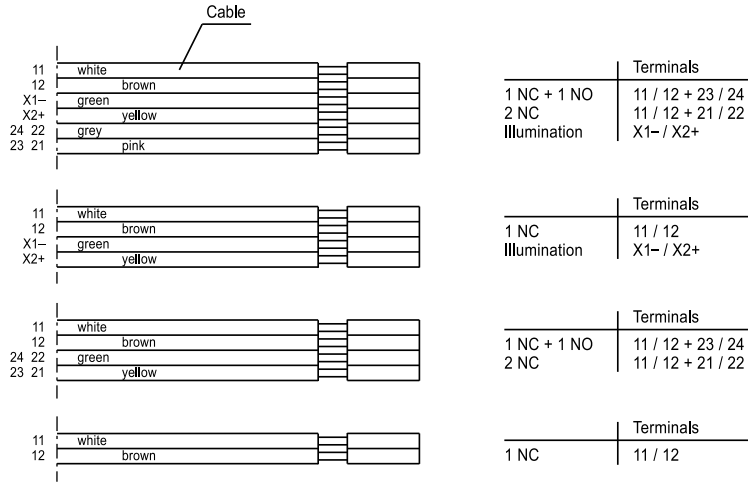 Cable
11 white
12 brown
X1– green
X2+ yellow
24 22 grey
23 21 pink
Terminals
1 NC + 1 NO 11 / 12 + 23 / 24
2 NC 11 / 12 + 21 / 22
Illumination X1– / X2+
11 white
12 brown
X1– green
X2+ yellow
Terminals
1 NC 11 / 12
Illumination X1– / X2+
11 white
12 brown
24 22 green
23 21 yellow
Terminals
1 NC + 1 NO 11 / 12 + 23 / 24
2 NC 11 / 12 + 21 / 22
11 white
12 brown
Terminals
1 NC 11 / 12